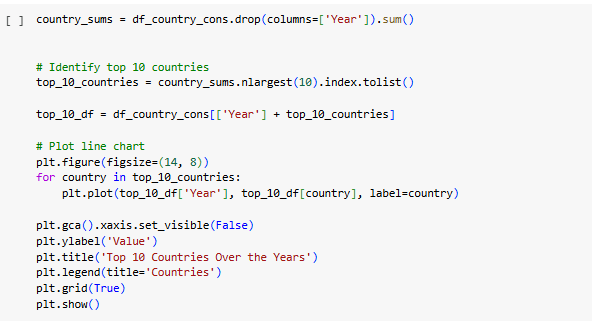 [ ] country_sums = df_country_cons.drop(columns=['Year']).sum()
# Identify top 10 countries
top_10_countries = country_sums.nlargest(10).index.tolist()
top_10_df = df_country_cons[['Year'] + top_10_countries]
# Plot line chart
plt.figure(figsize=(14, 8))
for country in top_10_countries:
    plt.plot(top_10_df['Year'], top_10_df[country], label=country)
plt.gca().xaxis.set_visible(False)
plt.ylabel('Value')
plt.title('Top 10 Countries Over the Years')
plt.legend(title='Countries')
plt.grid(True)
plt.show()